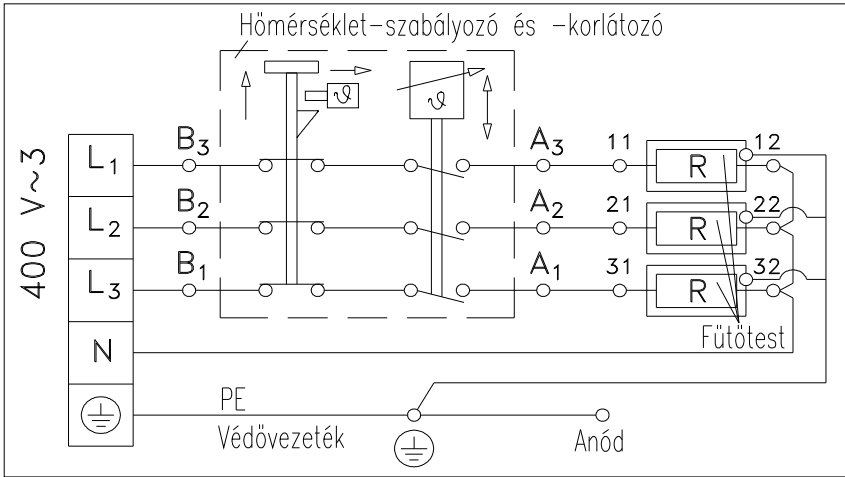 Hőmérséklet-szabályozó és -korlátozó
400 V~3
ϑ
ϑ
L1 B3 A3 11 12
R
L2 B2 A2 21 22
R
L3 B1 A1 31 32
R
N
Fűtőtest
PE
Védővezeték
Anód